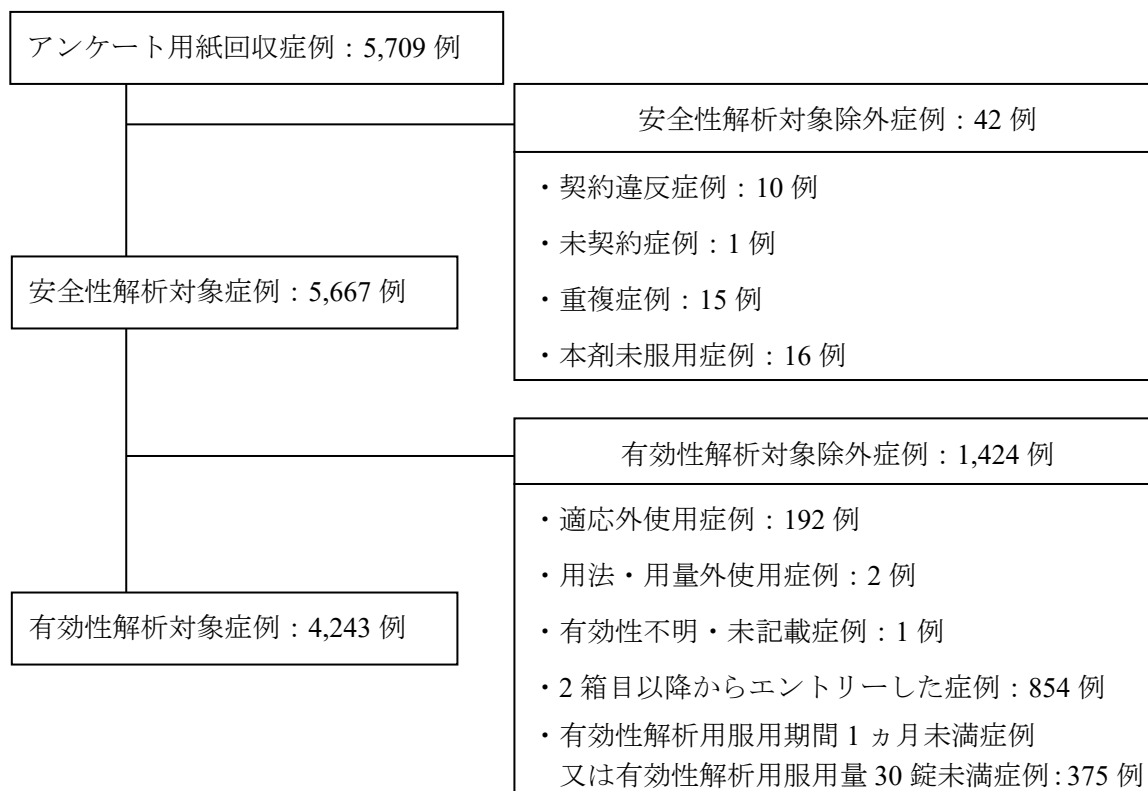 アンケート用紙回収症例：5,709 例
安全性解析対象除外症例：42 例
・契約違反症例：10 例
・未契約症例：1 例
・重複症例：15 例
・本剤未服用症例：16 例
安全性解析対象症例：5,667 例
有効性解析対象除外症例：1,424 例
・適応外使用症例：192 例
・用法・用量外使用症例：2 例
・有効性不明・未記載症例：1 例
・2 箱目以降からエントリーした症例：854 例
・有効性解析用服用期間 1 ヵ月未満症例
又は有効性解析用服用量 30 錠未満症例：375 例
有効性解析対象症例：4,243 例